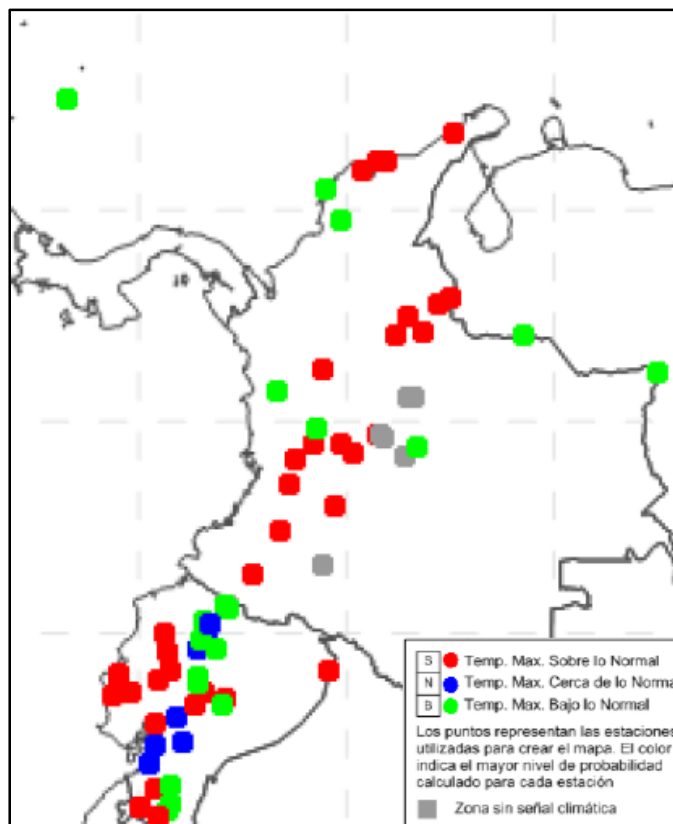 S Temp. Max. Sobre lo Normal
N Temp. Max. Cerca de lo Norma
B Temp. Max. Bajo lo Normal
Los puntos representan las estaciones
utilizadas para crear el mapa. El color
indica el mayor nivel de probabilidad
calculado para cada estación
Zona sin señal climática